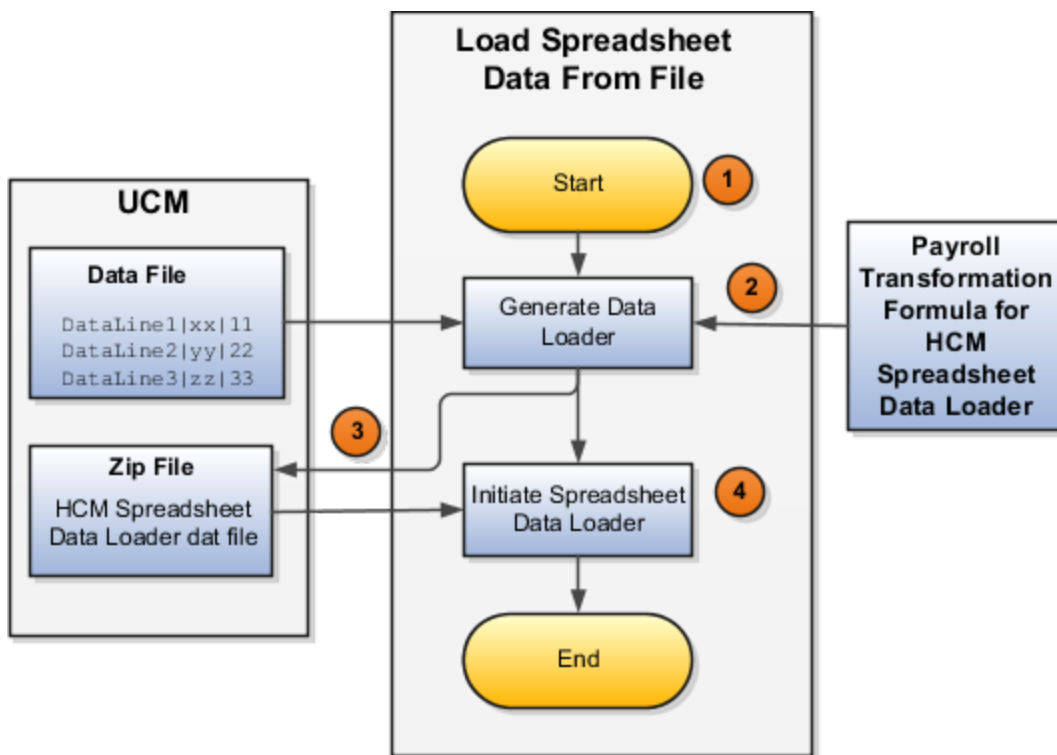 Load Spreadsheet
Data From File
Start
1
UCM
Data File
DataLine1|xx|11
DataLine2|yy|22
DataLine3|zz|33
Generate Data
Loader
2
Payroll
Transformation
Formula for
HCM
Spreadsheet
Data Loader
3
Zip File
HCM Spreadsheet
Data Loader dat file
Initiate Spreadsheet
Data Loader
4
End